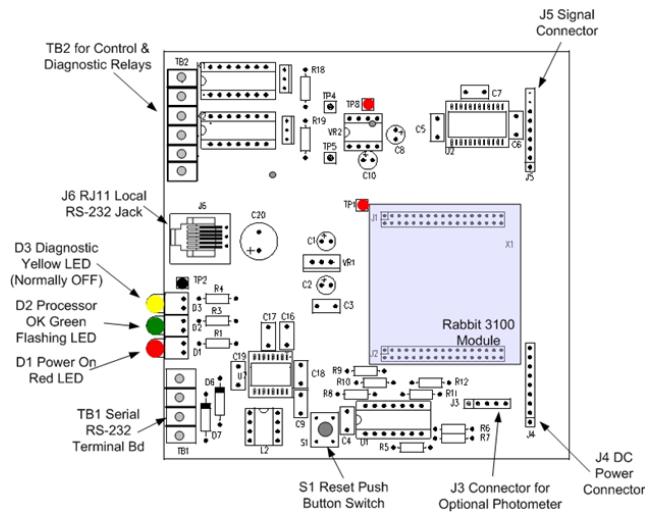 J5 Signal
Connector
TB2 for Control &
Diagnostic Relays
TB2
R18
TP4
TP8
C7
R19
VR2
C5
C6
TP5
C8
U2
C10
J5
J6 RJ11 Local
RS-232 Jack
J6
C20
TP1
J1
X1
C1
VR1
D3 Diagnostic
Yellow LED
(Normally OFF)
TP2
R4
C2
D3
C3
D2 Processor
OK Green
Flashing LED
R3
D2
C17
C16
R1
D1
Rabbit 3100
Module
J2
D1 Power On
Red LED
C19
C18
R9
D6
R10
R12
R8
R11
TB1 Serial
RS-232
Terminal Bd
C9
J3
D7
C4
U1
R6
R7
TB1
L2
S1
R5
J4
S1 Reset Push
Button Switch
J3 Connector for
Optional Photometer
J4 DC
Power
Connector